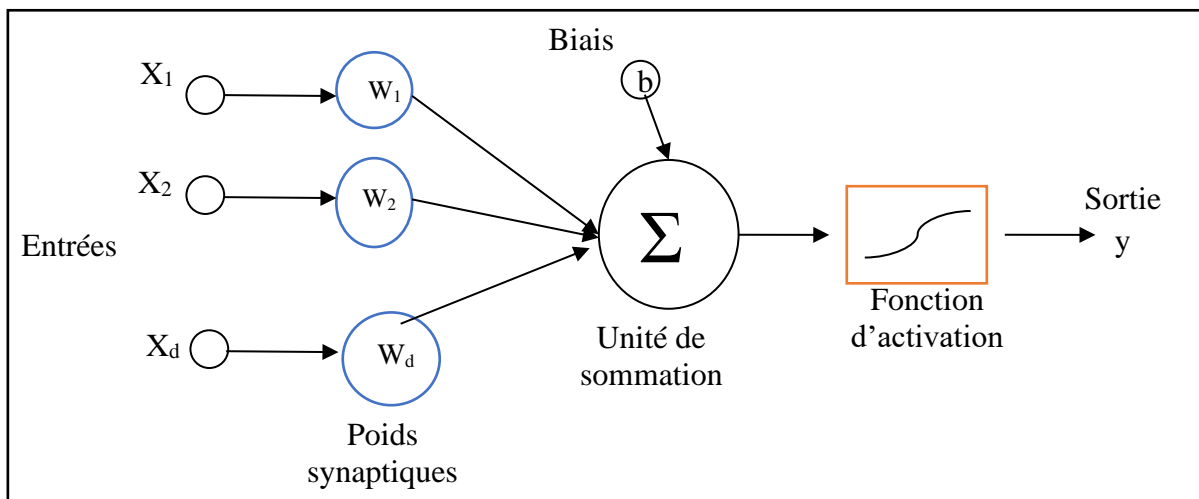 Biais
b
X1
W1
X2
W2
Entrées
Σ
Sortie
y
Fonction
d’activation
Xd
Wd
Unité de
sommation
Poids
synaptiques